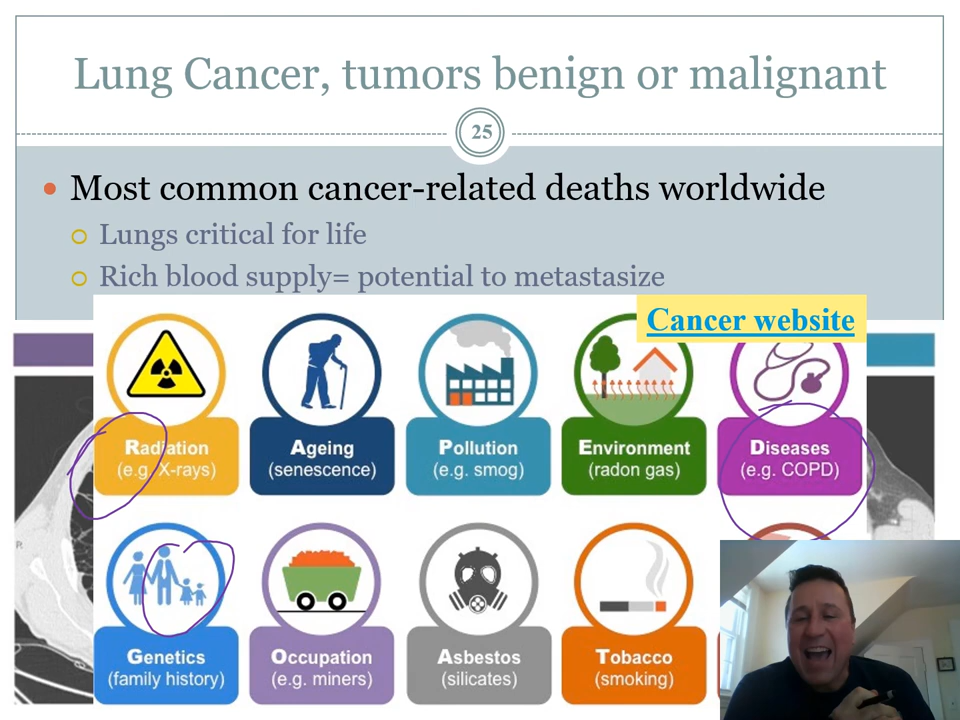 Lung Cancer, tumors benign or malignant
25
Most common cancer-related deaths worldwide
Lungs critical for life
Rich blood supply= potential to metastasize
Cancer website
Radiation
(e.g. X-rays)
Ageing
(senescence)
Pollution
(e.g. smog)
Environment
(radon gas)
Diseases
(e.g. COPD)
Genetics
(family history)
Occupation
(e.g. miners)
Asbestos
(silicates)
Tobacco
(smoking)